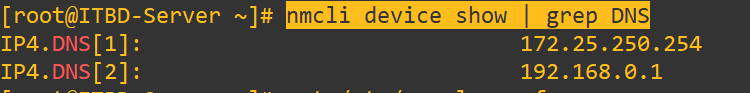 [root@ITBD-Server ~]# nmcli device show | grep DNS
IP4.DNS[1]: 172.25.250.254
IP4.DNS[2]: 192.168.0.1